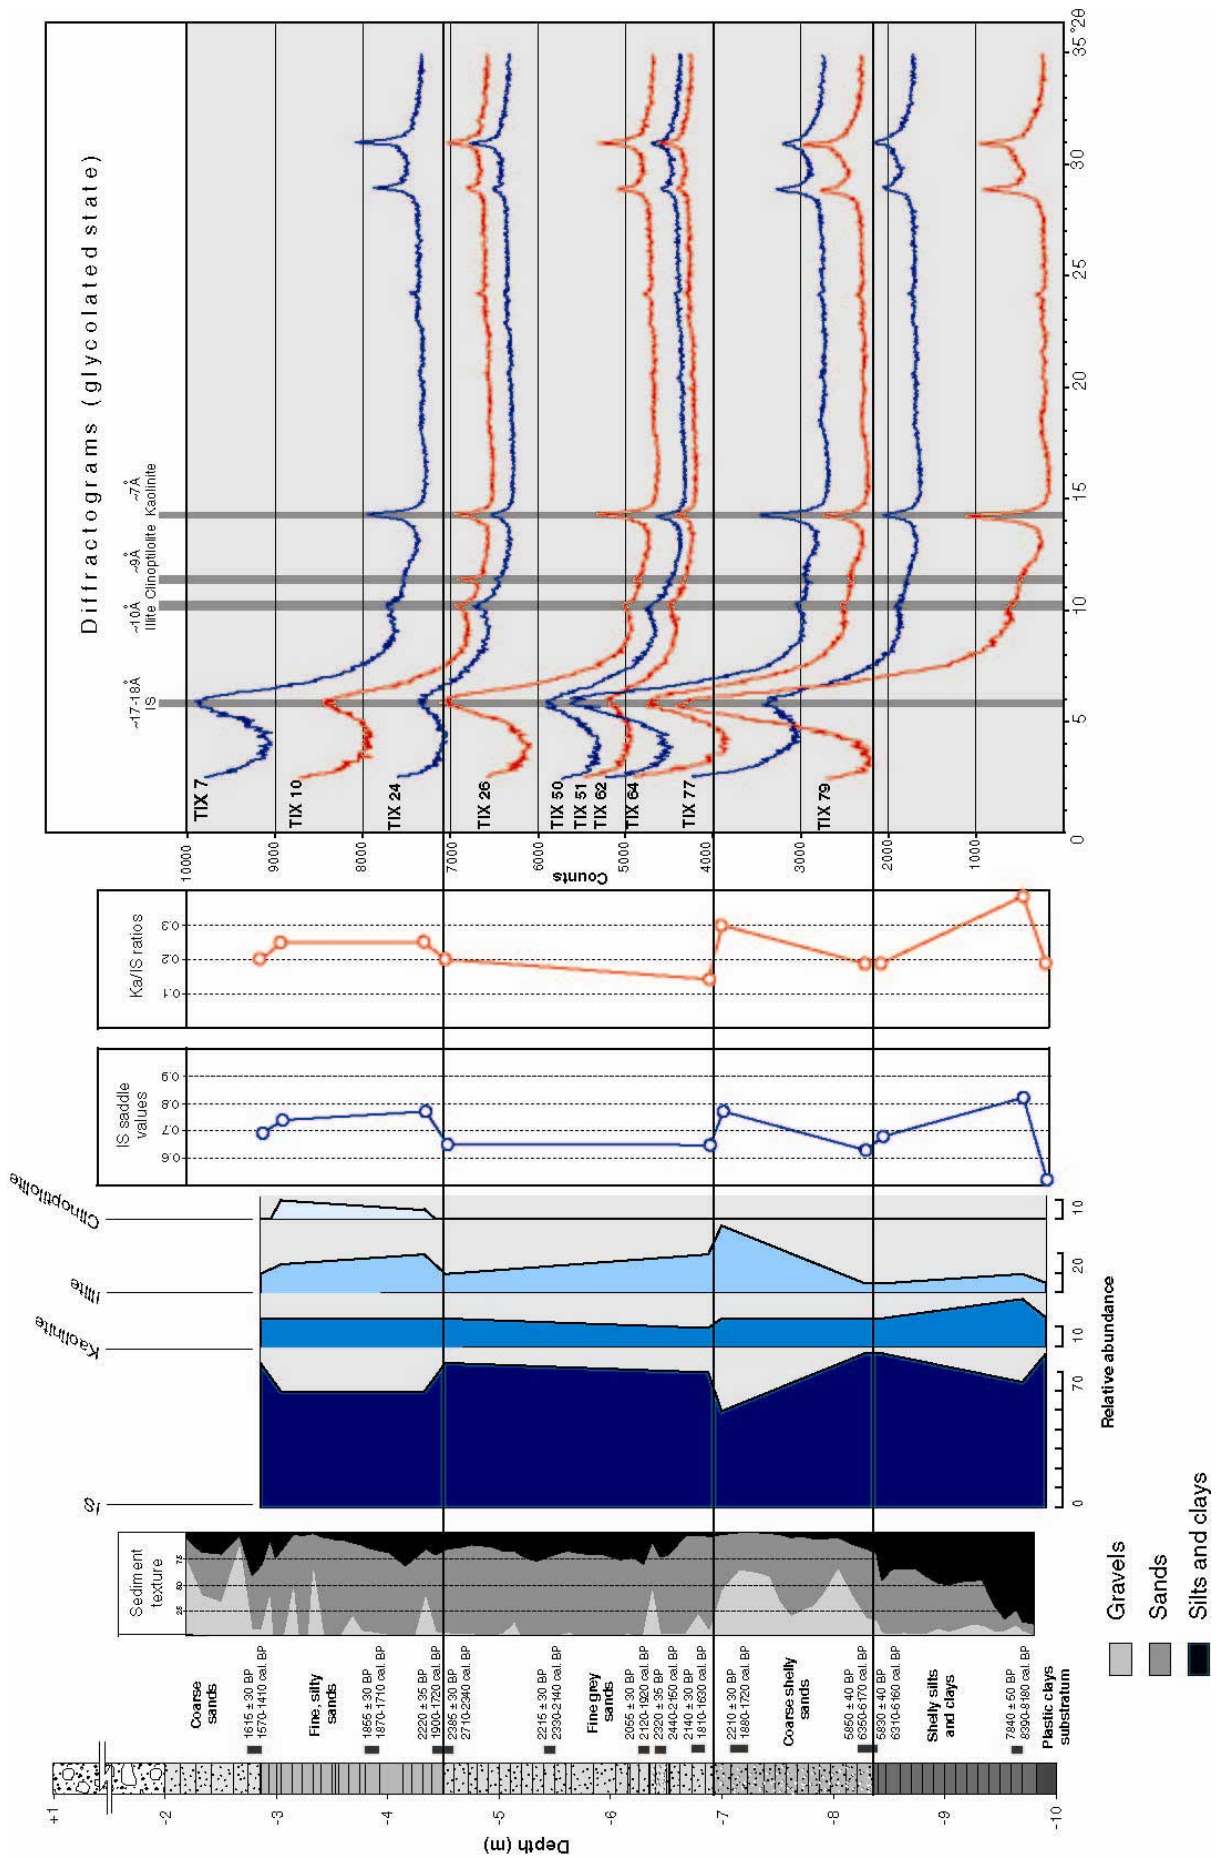 Diffractograms (glycolated state)
~17-18Å
IS
~10Å
Illite
~9Å
Clinoptilolite
~7Å
Kaolinite
TIX 7
TIX 10
TIX 24
TIX 26
TIX 50
TIX 51
TIX 62
TIX 64
TIX 77
TIX 79
0
5
10
15
20
25
30
35 °2θ
10000
9000
8000
7000
6000
5000
4000
3000
2000
1000
Counts
Ka/IS ratios
0.3
0.2
0.1
IS saddle
values
0.9
0.8
0.7
0.6
Clinoptilolite
Illite
Kaolinite
IS
10
20
10
70
0
Relative abundance
Sediment
texture
75
50
25
Coarse
sands
1615 ± 30 BP
1570-1410 cal. BP
Fine, silty
sands
1855 ± 30 BP
1870-1710 cal. BP
2220 ± 35 BP
1900-1720 cal. BP
2385 ± 30 BP
2710-2340 cal. BP
2215 ± 30 BP
2330-2140 cal. BP
Fine grey
sands
2055 ± 30 BP
2120-1920 cal. BP
2320 ± 35 BP
2440-2150 cal. BP
2140 ± 30 BP
1810-1630 cal. BP
2210 ± 30 BP
1880-1720 cal. BP
Coarse shelly
sands
5850 ± 40 BP
6350-6170 cal. BP
5830 ± 40 BP
6310-6160 cal. BP
Shelly silts
and clays
7840 ± 50 BP
8390-8180 cal. BP
Plastic clays
substratum
+1
-2
-3
-4
-5
-6
-7
-8
-9
-10
Depth (m)
Gravels
Sands
Silts and clays